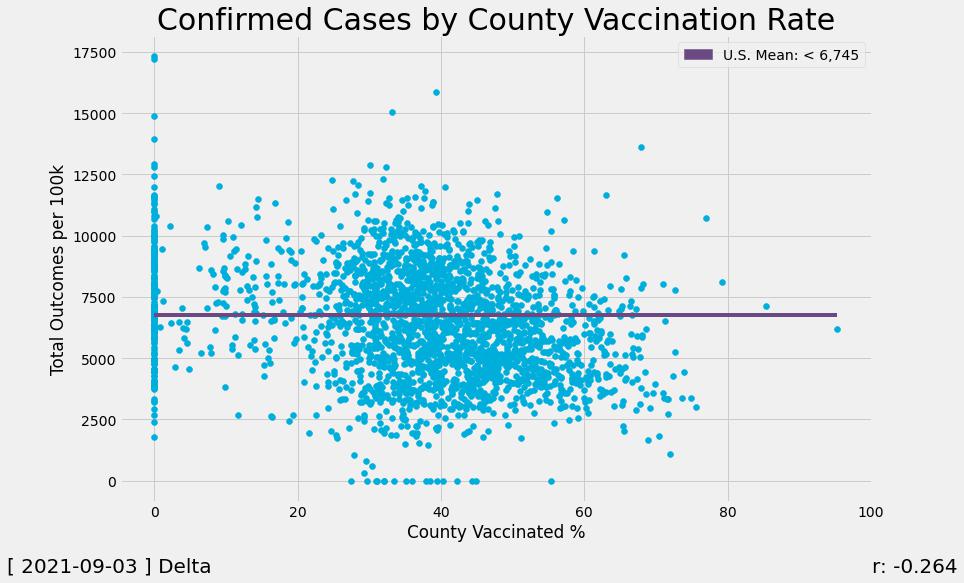 Confirmed Cases by County Vaccination Rate
17500
15000
12500
10000
7500
5000
2500
0
Total Outcomes per 100k
U.S. Mean: < 6,745
0 20 40 60 80 100
County Vaccinated %
[ 2021-09-03 ] Delta
r: -0.264